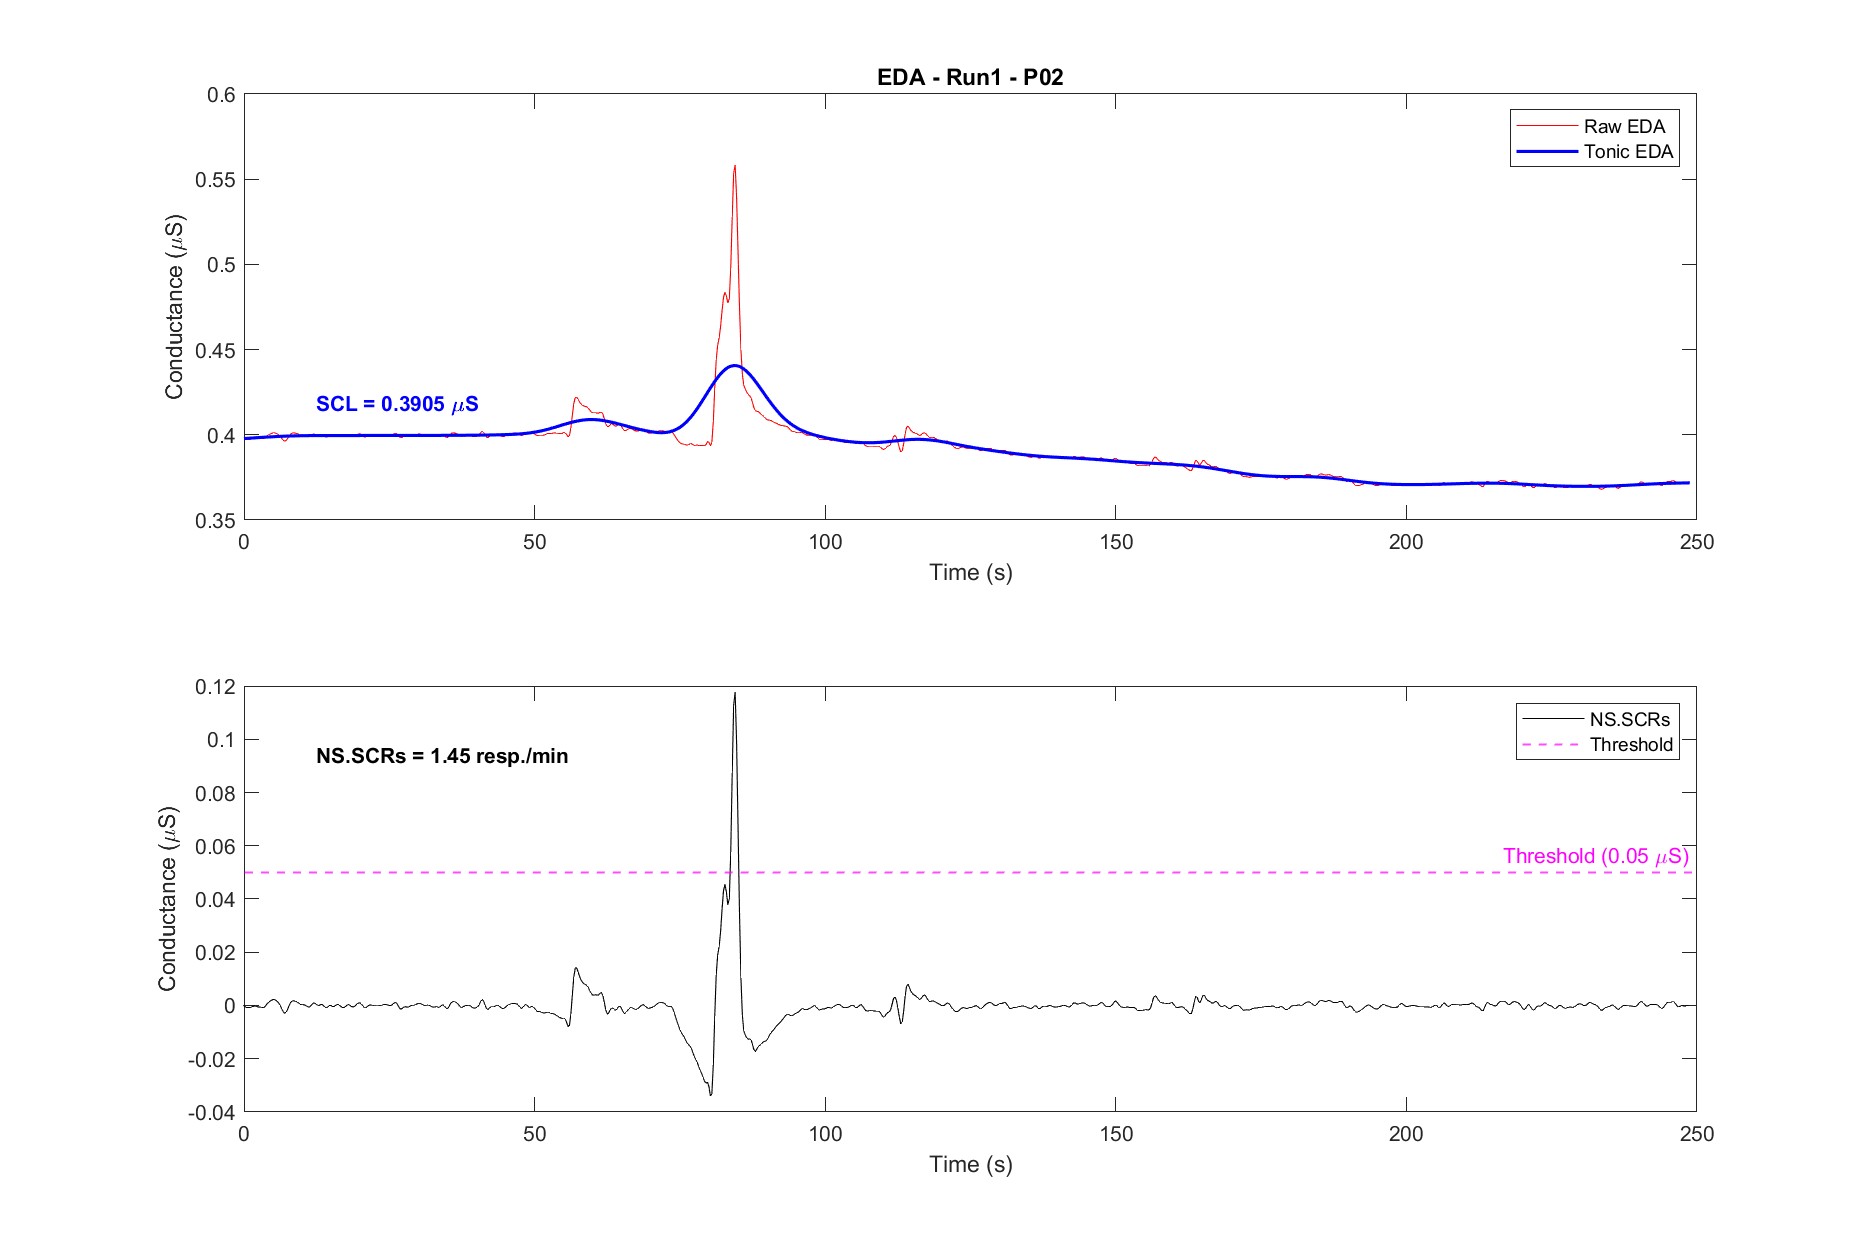 EDA - Run1 - P02
0.6
0.55
0.5
0.45
0.4
0.35
Conductance (μS)
Raw EDA
Tonic EDA
SCL = 0.3905 μS
0 50 100 150 200 250
Time (s)
0.12
0.1
0.08
0.06
0.04
0.02
0
-0.02
-0.04
Conductance (μS)
NS.SCRs
Threshold
NS.SCRs = 1.45 resp./min
Threshold (0.05 μS)
0 50 100 150 200 250
Time (s)